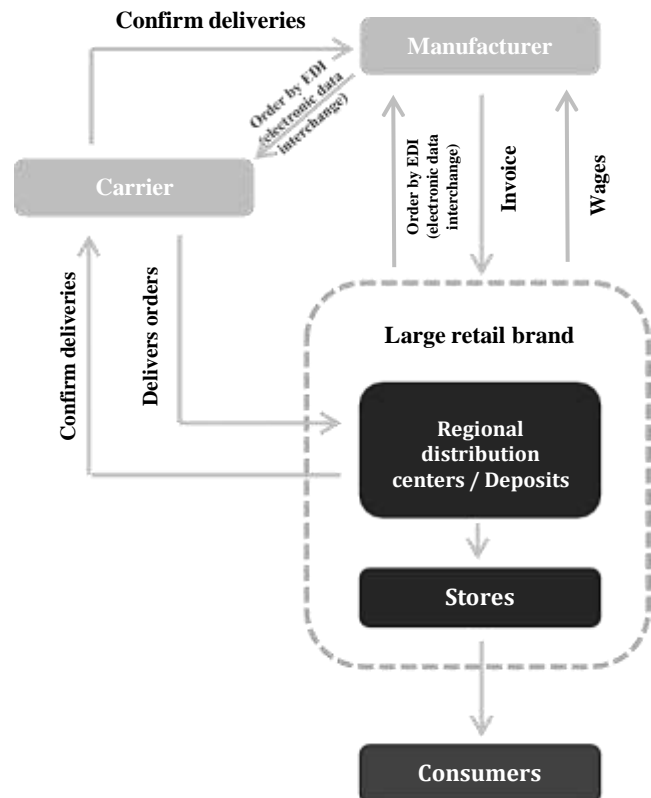 Confirm deliveries
Manufacturer
Order by EDI
(electronic data
interchange)
Carrier
Order by EDI
(electronic data
interchange)
Invoice
Wages
Confirm deliveries
Delivers orders
Large retail brand
Regional
distribution
centers / Deposits
Stores
Consumers